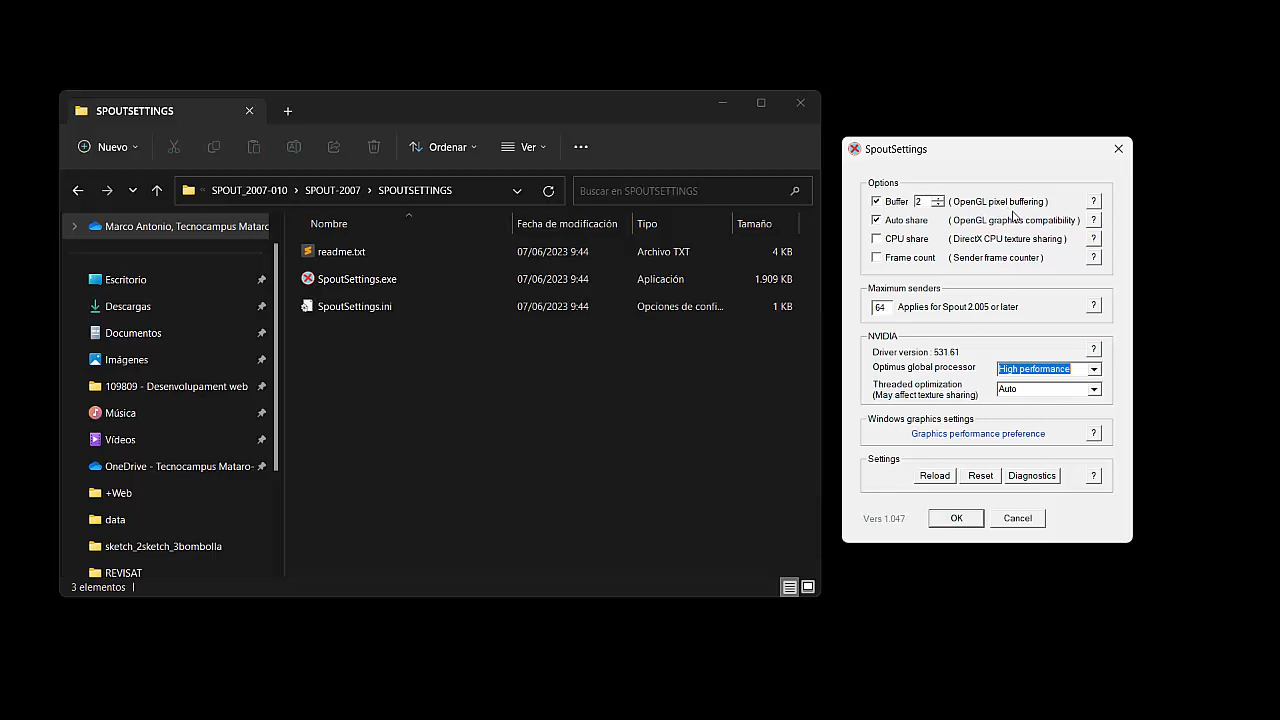 SPOUTSETTINGS
Nuevo
Ordenar
Ver
SPOUT_2007-010 > SPOUT-2007 > SPOUTSETTINGS
Buscar en SPOUTSETTINGS
Marco Antonio, Tecnocampus Mataro
Escritorio
Descargas
Documentos
Imágenes
109809 - Desenvolupament web
Música
Vídeos
OneDrive - Tecnocampus Mataro-
+Web
data
sketch_2sketch_3bombolla
REVISAT
Nombre Fecha de modificación Tipo Tamaño
readme.txt 07/06/2023 9:44 Archivo TXT 4 KB
SpoutSettings.exe 07/06/2023 9:44 Aplicación 1.909 KB
SpoutSettings.ini 07/06/2023 9:44 Opciones de confi... 1 KB
3 elementos
SpoutSettings
Options
Buffer 2 ( OpenGL pixel buffering ) ?
Auto share ( OpenGL graphics compatibility ) ?
CPU share ( DirectX CPU texture sharing ) ?
Frame count ( Sender frame counter ) ?
Maximum senders
64 Applies for Spout 2.005 or later ?
NVIDIA
Driver version : 531.61 ?
Optimus global processor High performance
Threaded optimization Auto
(May affect texture sharing)
Windows graphics settings
Graphics performance preference ?
Settings
Reload Reset Diagnostics ?
Vers 1.047 OK Cancel